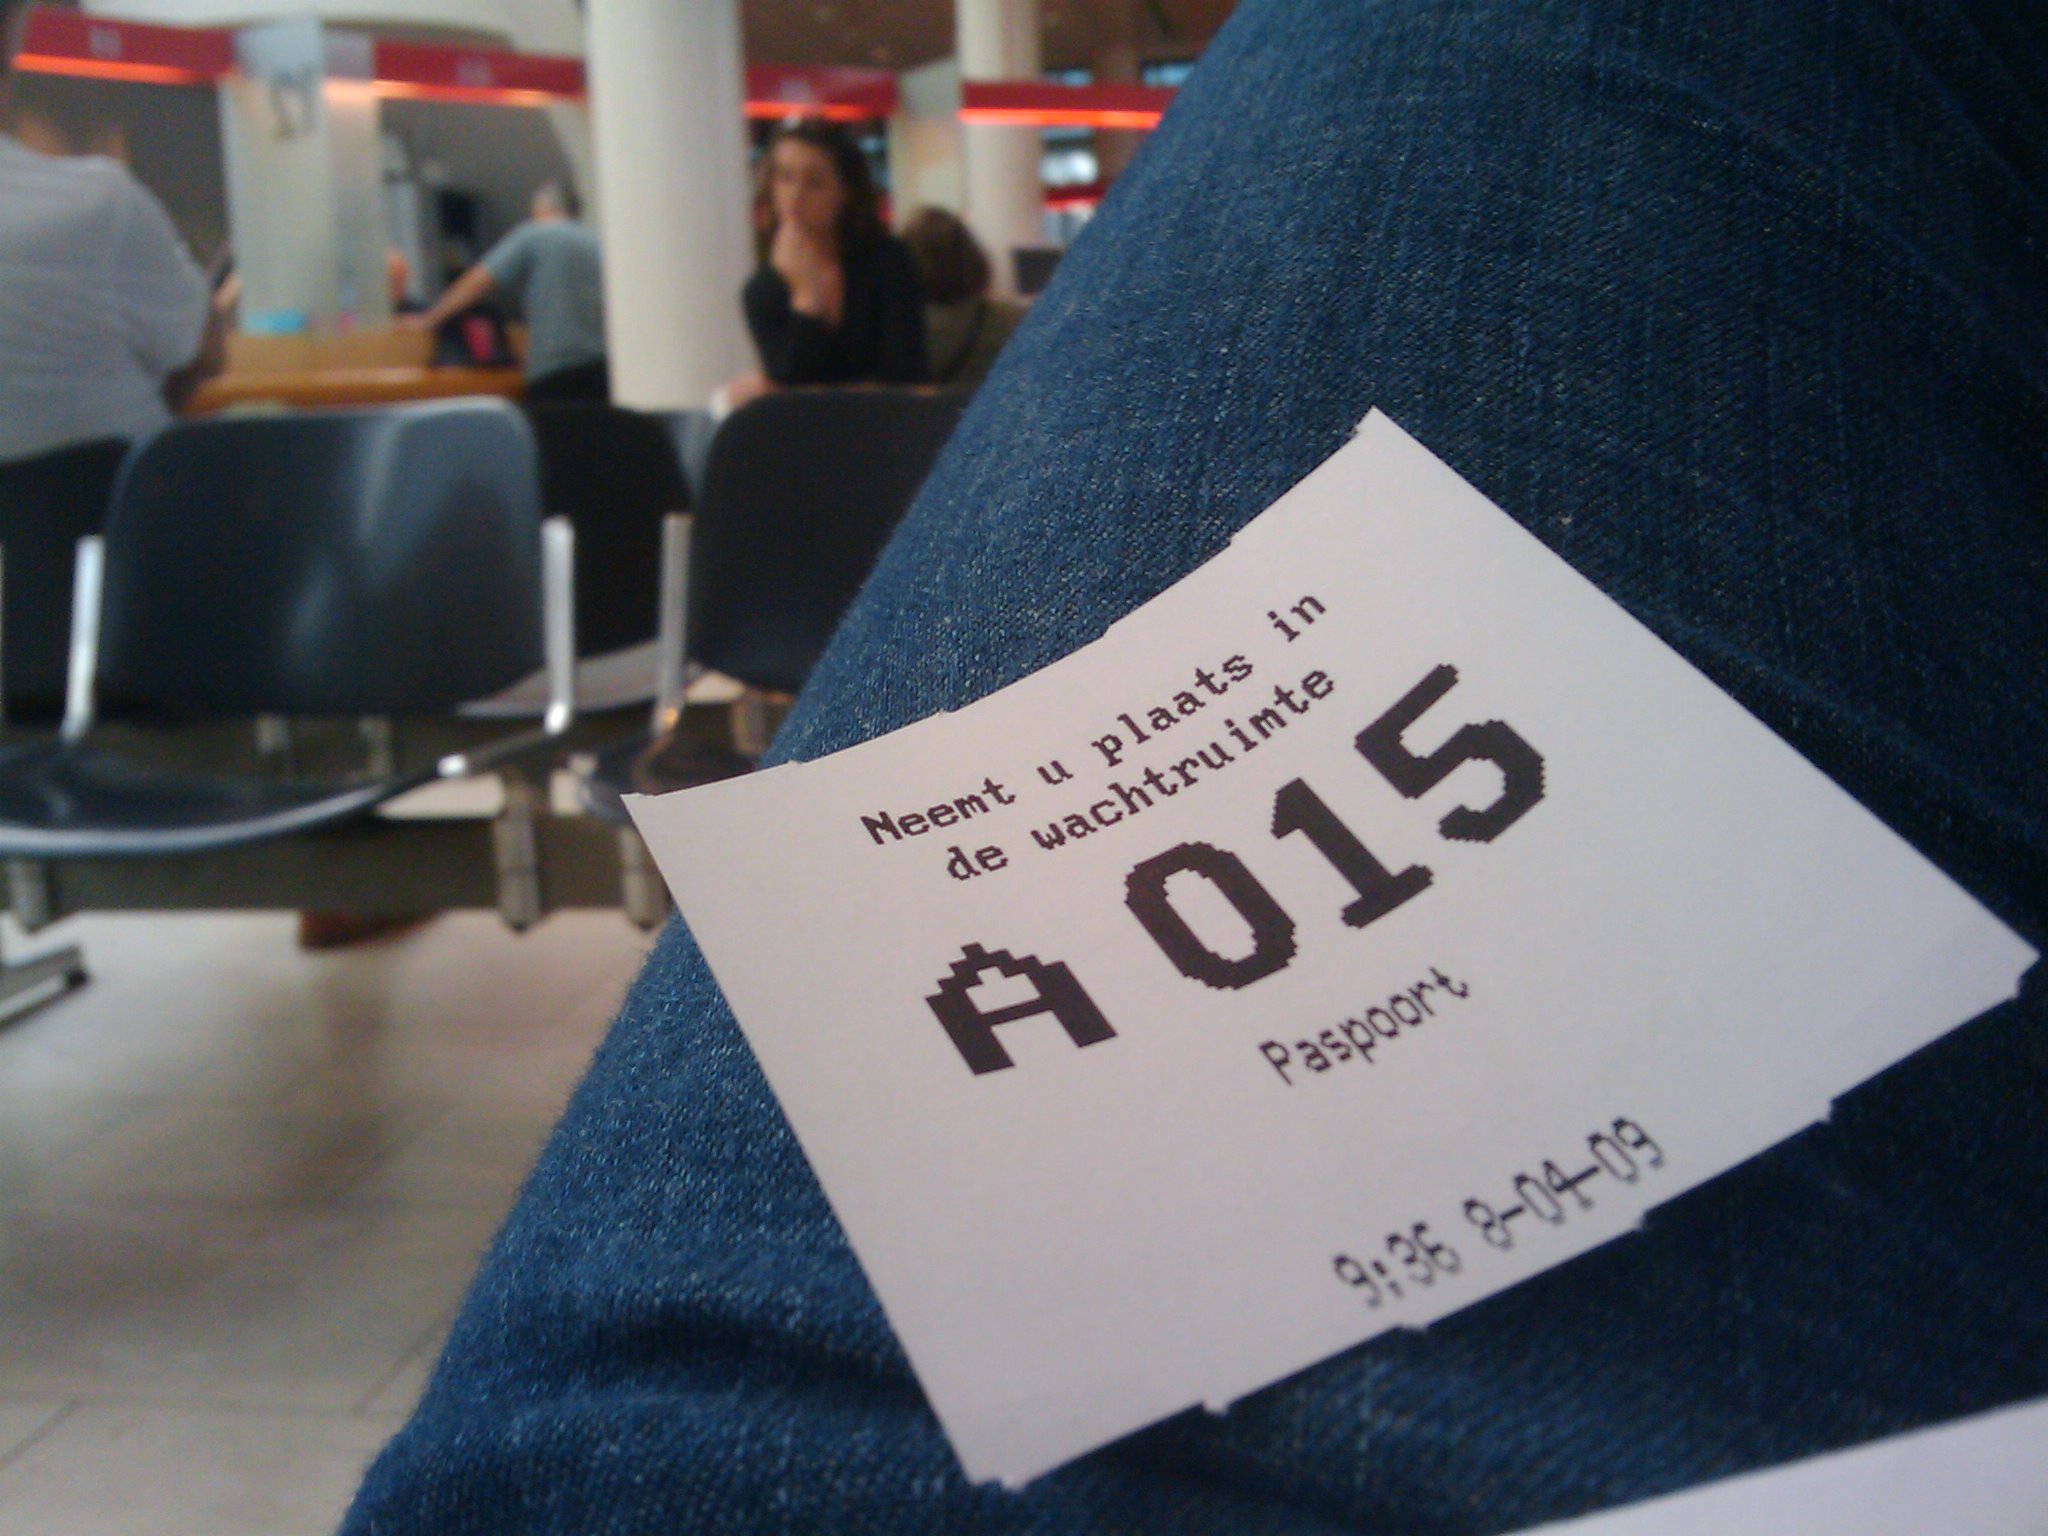 Neemt u plaats in
de wachtruimte
A 015
Paspoort
9:36 8-04-09